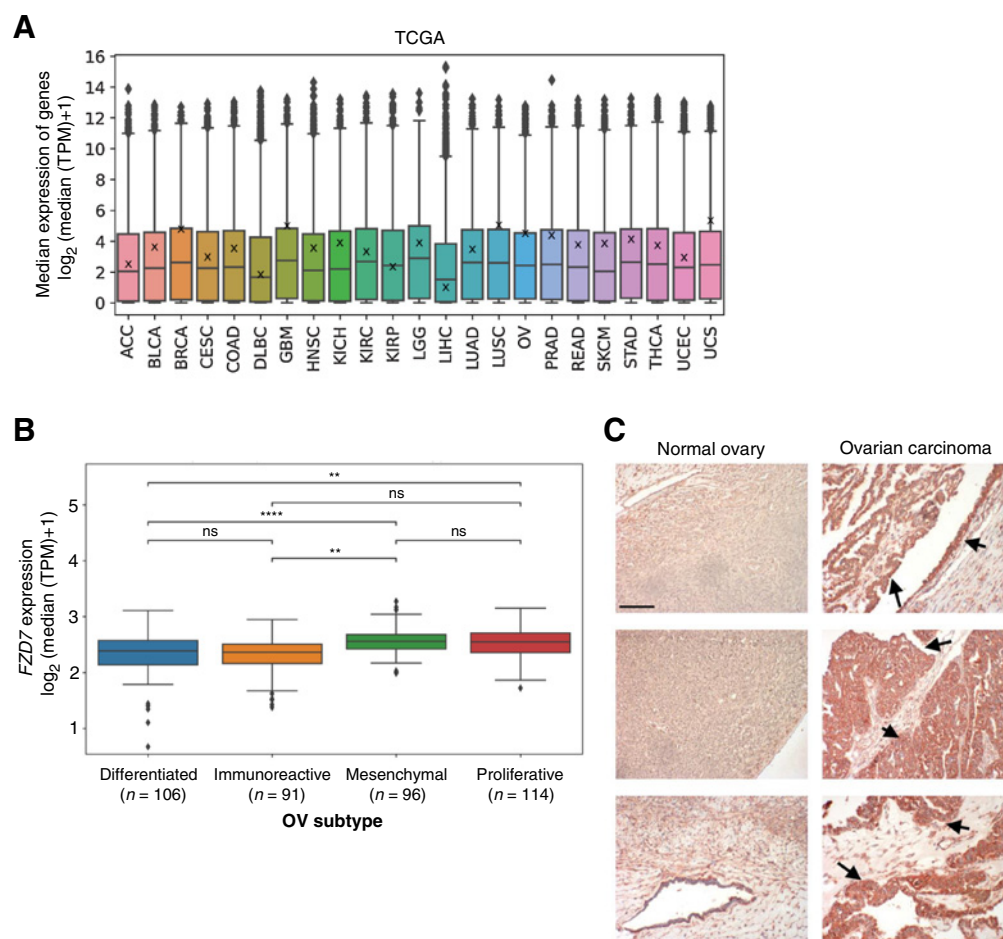 A
TCGA
Median expression of genes
log2 (median (TPM)+1)
16
14
12
10
8
6
4
2
0
ACC
BLCA
BRCA
CESC
COAD
DLBC
GBM
HNSC
KICH
KIRC
KIRP
LGG
LIHC
LUAD
LUSC
OV
PRAD
READ
SKCM
STAD
THCA
UCEC
UCS
B
FZD7 expression
log2 (median (TPM)+1)
5
4
3
2
1
**
ns
****
ns
ns
**
Differentiated Immunoreactive Mesenchymal Proliferative
(n = 106) (n = 91) (n = 96) (n = 114)
OV subtype
C
Normal ovary Ovarian carcinoma